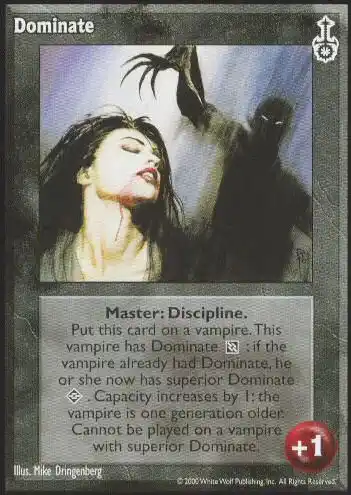 Dominate
Master: Discipline.
Put this card on a vampire. This
vampire has Dominate : if the
vampire already had Dominate, he
or she now has superior Dominate
. Capacity increases by 1: the
vampire is one generation older.
Cannot be played on a vampire
with superior Dominate.
+1
Illus. Mike Dringenberg
©2000 White Wolf Publishing, Inc. All Rights Reserved.